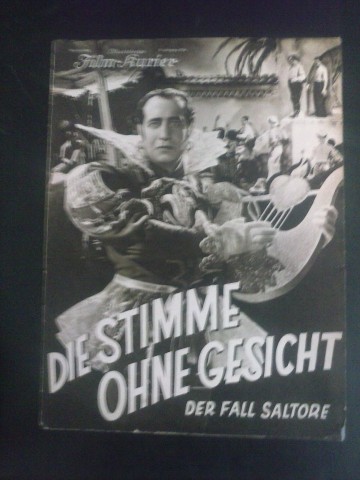 Film-Kurier
DIE STIMME
OHNE GESICHT
DER FALL SALTORE